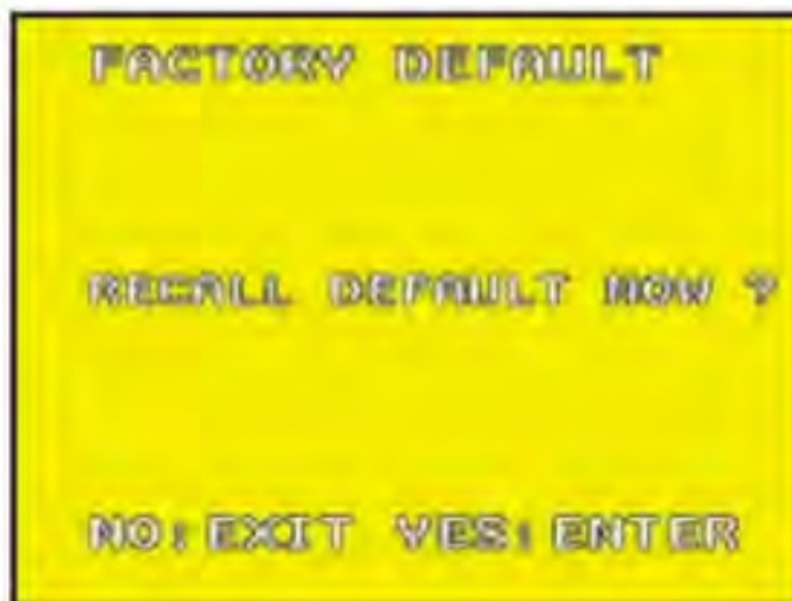 FACTORY DEFAULT
RECALL DEFAULT NOW ?
NO: EXIT YES: ENTER